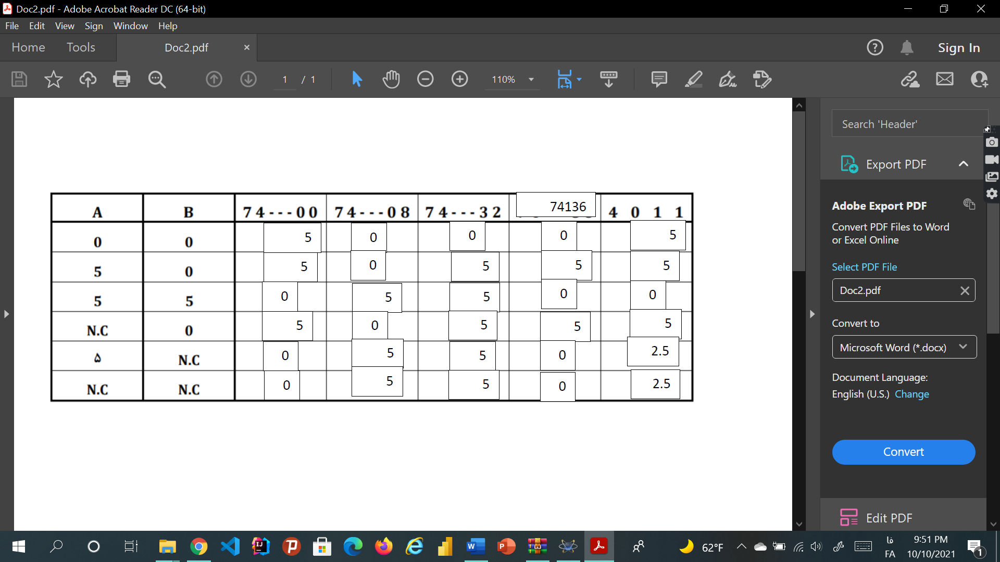 Doc2.pdf - Adobe Acrobat Reader DC (64-bit)
File Edit View Sign Window Help
Home Tools Doc2.pdf × Sign In
1 / 1 110%
Search 'Header'
Export PDF
Adobe Export PDF
Convert PDF Files to Word
or Excel Online
Select PDF File
Doc2.pdf
Convert to
Microsoft Word (*.docx)
Document Language:
English (U.S.) Change
Convert
Edit PDF
A B 74---00 74---08 74---32 74136 4 0 1 1
0 0 5 0 0 0 5
5 0 5 0 5 5 5
5 5 0 5 5 0 0
N.C 0 5 0 5 5 5
۵ N.C 0 5 5 0 2.5
N.C N.C 0 5 5 0 2.5
62°F فا 9:51 PM
FA 10/10/2021 1